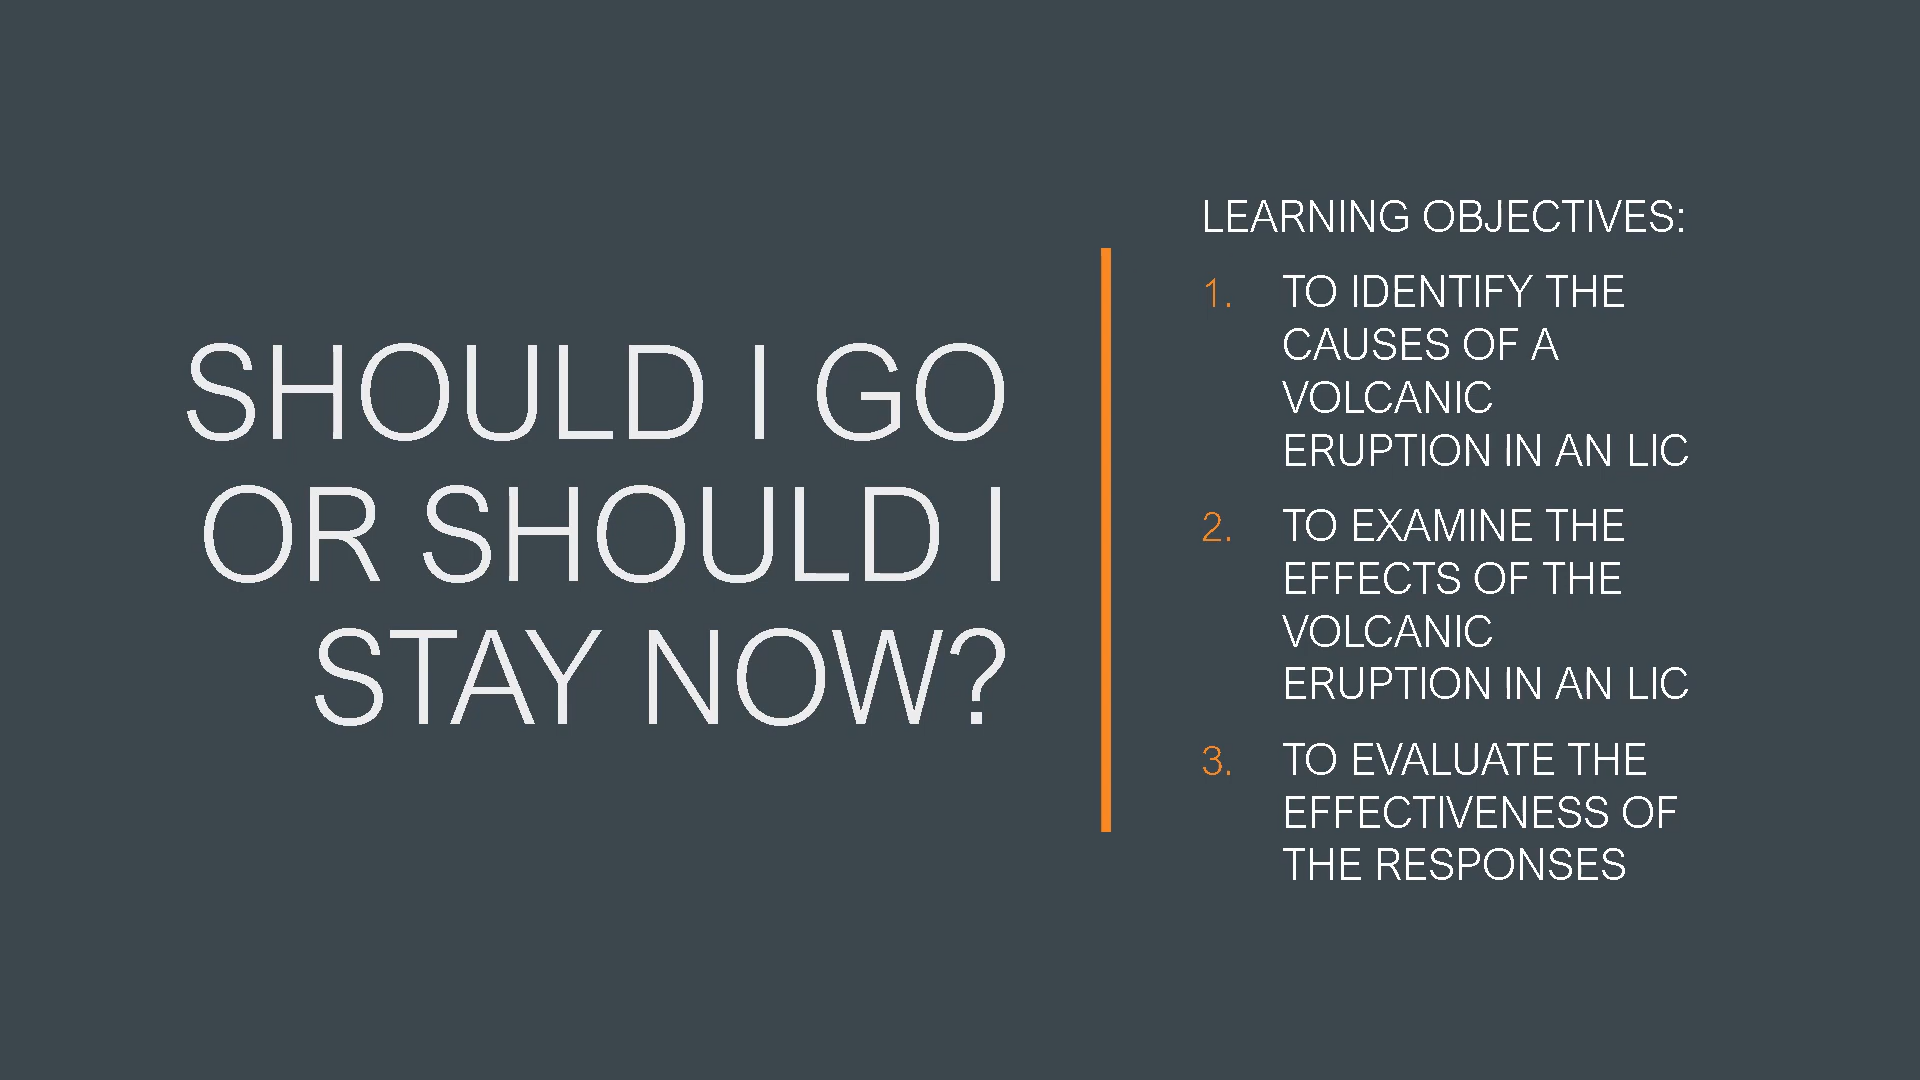 SHOULD I GO
OR SHOULD I
STAY NOW?
LEARNING OBJECTIVES:
1. TO IDENTIFY THE
CAUSES OF A
VOLCANIC
ERUPTION IN AN LIC
2. TO EXAMINE THE
EFFECTS OF THE
VOLCANIC
ERUPTION IN AN LIC
3. TO EVALUATE THE
EFFECTIVENESS OF
THE RESPONSES